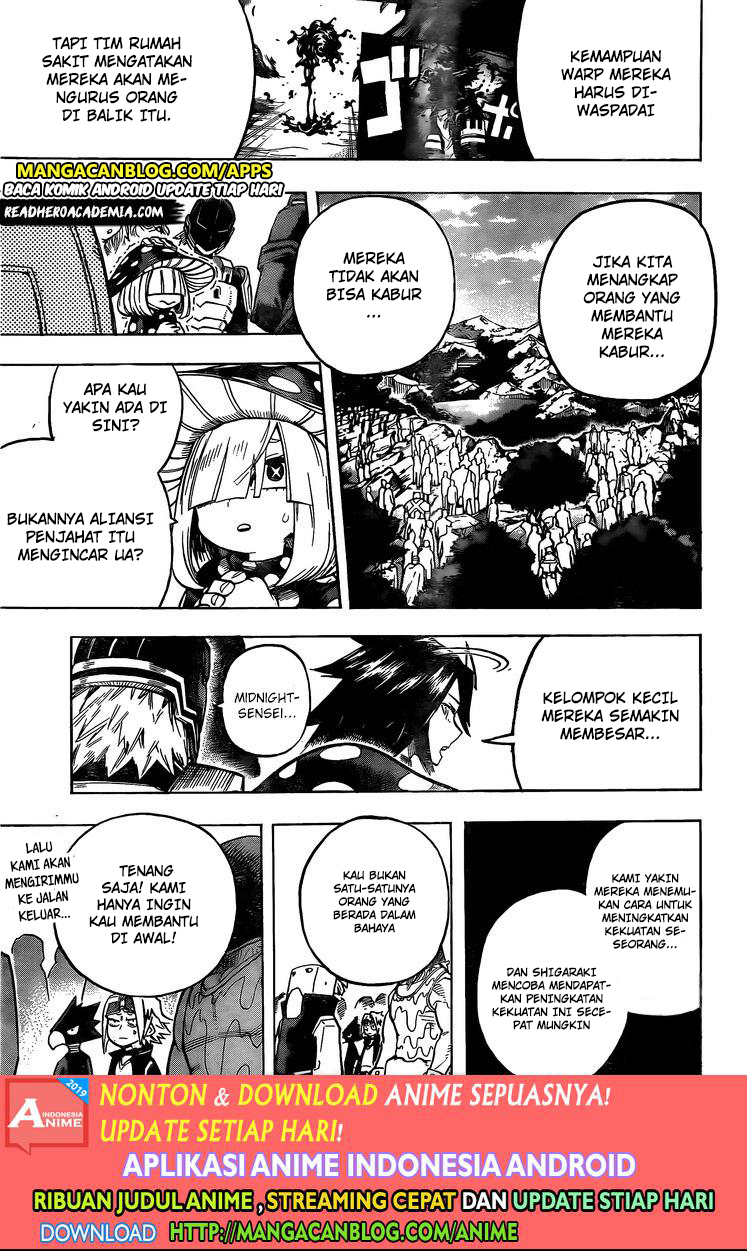 KEMAMPUAN
WARP MEREKA
HARUS DI-
WASPADAI
ゴ
ポ
TAPI TIM RUMAH
SAKIT MENGATAKAN
MEREKA AKAN ME-
NGURUS ORANG
DI BALIK ITU.
MANGACANBLOG.COM/APPS
BACA KOMIK ANDROID UPDATE TIAP HARI
READHEROACADEMIA.COM
JIKA KITA
MENANGKAP
ORANG YANG
MEMBANTU
MEREKA
KABUR...
MEREKA
TIDAK AKAN
BISA KABUR
...
APA KAU
YAKIN ADA DI
SINI?
BUKANNYA ALIANSI
PENJAHAT ITU
MENGINCAR UA?
KELOMPOK KECIL
MEREKA SEMAKIN
MEMBESAR...
MIDNIGHT-
SENSEI...
KAMI YAKIN
MEREKA MENEMU-
KAN CARA UNTUK
MENINGKATKAN
KEKUATAN SE-
SEORANG...
DAN SHIGARAKI
MENCOBA MENDAPAT-
KAN PENINGKATAN
KEKUATAN INI SECE-
PAT MUNGKIN
KAU BUKAN
SATU-SATUNYA
ORANG YANG
BERADA DALAM
BAHAYA
TENANG
SAJA! KAMI
HANYA INGIN
KAU MEMBANTU
DI AWAL!
LALU
KAMI AKAN
MENGIRIMMU
KE JALAN
KELUAR...
2019
INDONESIA
ANIME
NONTON & DOWNLOAD ANIME SEPUASNYA!
UPDATE SETIAP HARI!
APLIKASI ANIME INDONESIA ANDROID
RIBUAN JUDUL ANIME , STREAMING CEPAT DAN UPDATE STIAP HARI
DOWNLOAD HTTP://MANGACANBLOG.COM/ANIME